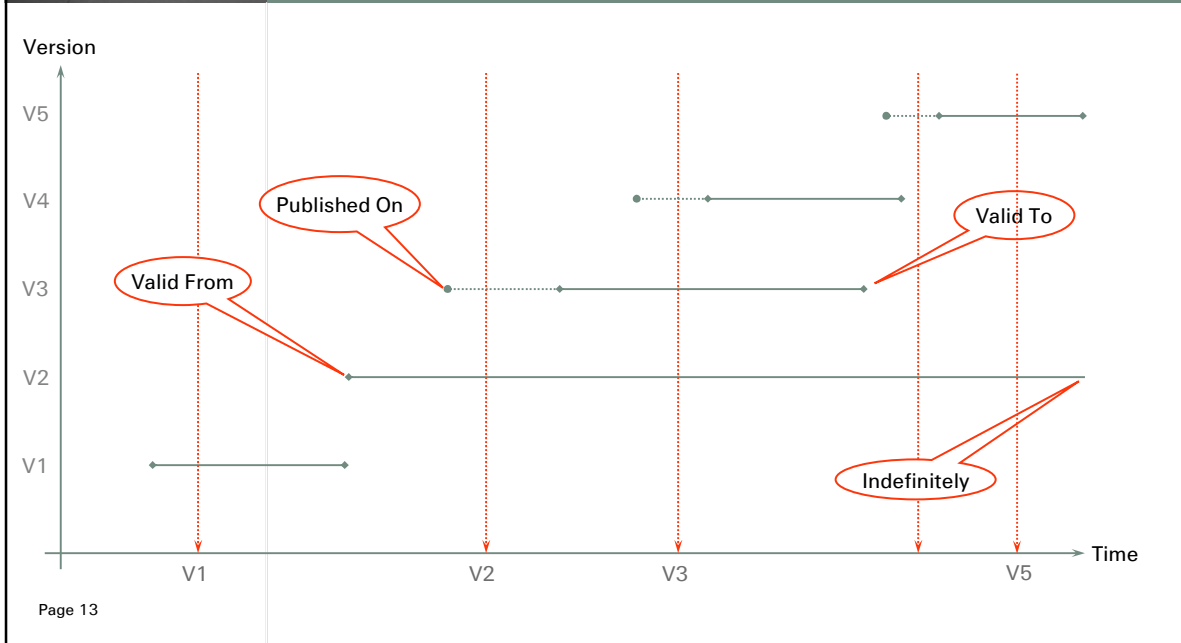 Version
V5
V4
Published On
Valid To
Valid From
V3
V2
V1
Indefinitely
Time
V1
V2
V3
V5
Page 13